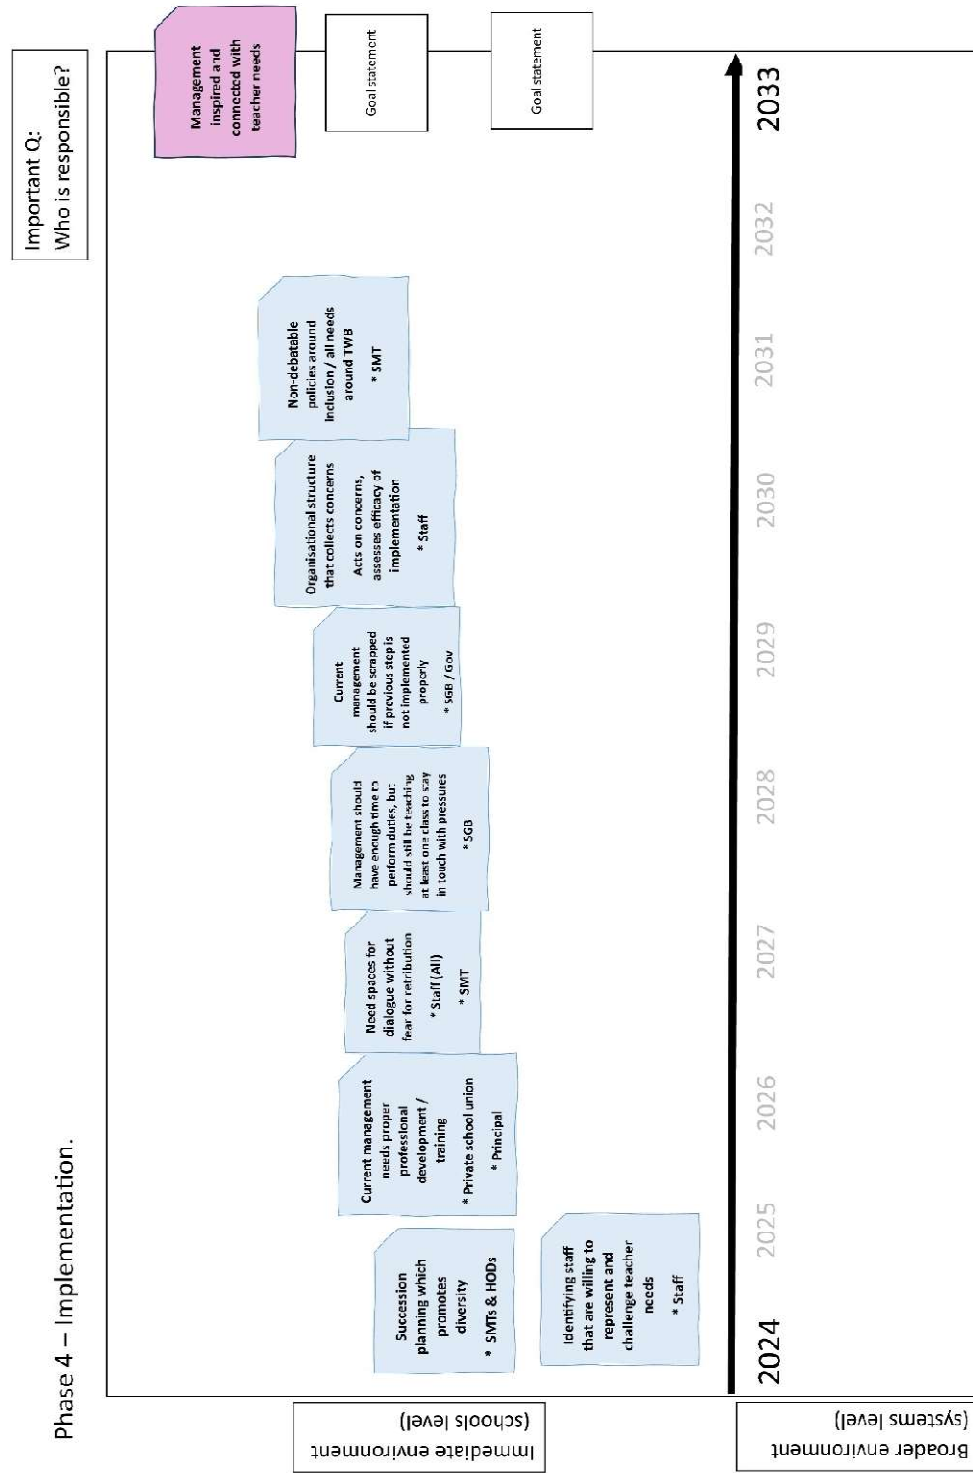 Phase 4 – Implementation.
Important Q:
Who is responsible?
Immediate environment
(schools level)
Broader environment
(systems level)
Succession
planning which
promotes
diversity
* SMTs & HODs
Identifying staff
that are willing to
represent and
challenge teacher
needs
* Staff
Current management
needs proper
professional
development /
training
* Private school union
* Principal
Need spaces for
dialogue without
fear for retribution
* Staff (All)
* SMT
Management should
have enough time to
perform duties, but
should still be teaching
at least one class to stay
in touch with pressures
* SGB
Current
management
should be scrapped
if previous step is
not implemented
properly
* SGB / Gov
Organisational structure
that collects concerns
Acts on concerns,
assesses efficacy of
implementation
* Staff
Non-debatable
policies around
Inclusion / all needs
around TWB
* SMT
Management
inspired and
connected with
teacher needs
Goal statement
Goal statement
2024
2025
2026
2027
2028
2029
2030
2031
2032
2033